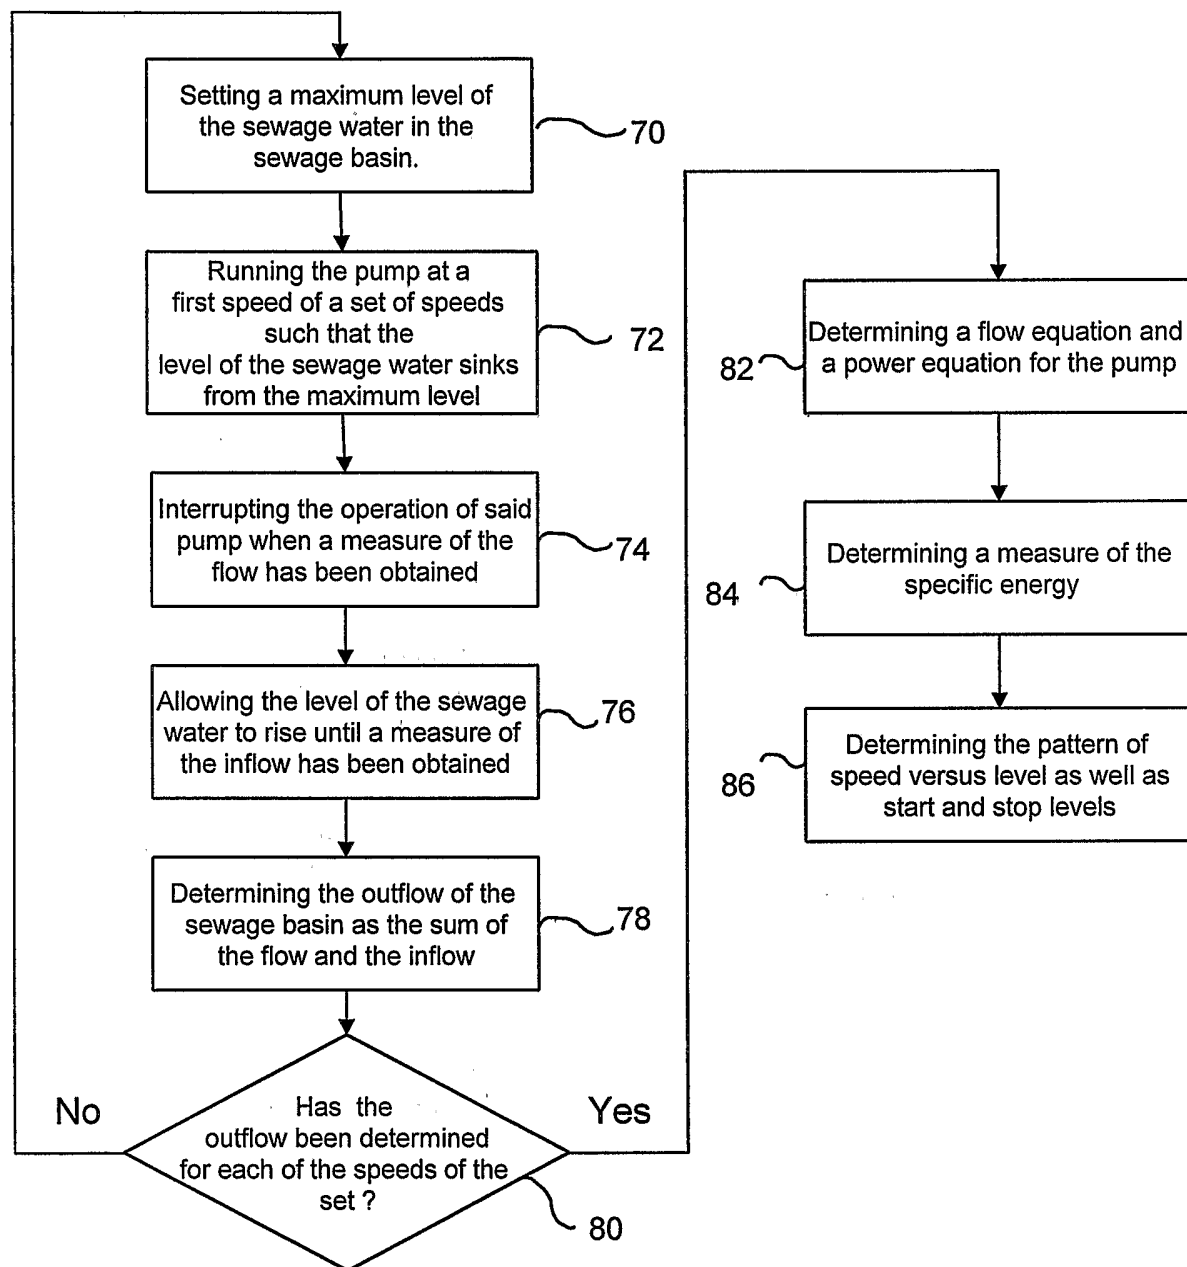 Setting a maximum level of
the sewage water in the
sewage basin.
70
Running the pump at a
first speed of a set of speeds
such that the
level of the sewage water sinks
from the maximum level
72
Interrupting the operation of said
pump when a measure of the
flow has been obtained
74
Allowing the level of the sewage
water to rise until a measure of
the inflow has been obtained
76
Determining the outflow of the
sewage basin as the sum of
the flow and the inflow
78
No
Has the
outflow been determined
for each of the speeds of the
set ?
Yes
80
Determining a flow equation and
a power equation for the pump
82
Determining a measure of the
specific energy
84
Determining the pattern of
speed versus level as well as
start and stop levels
86